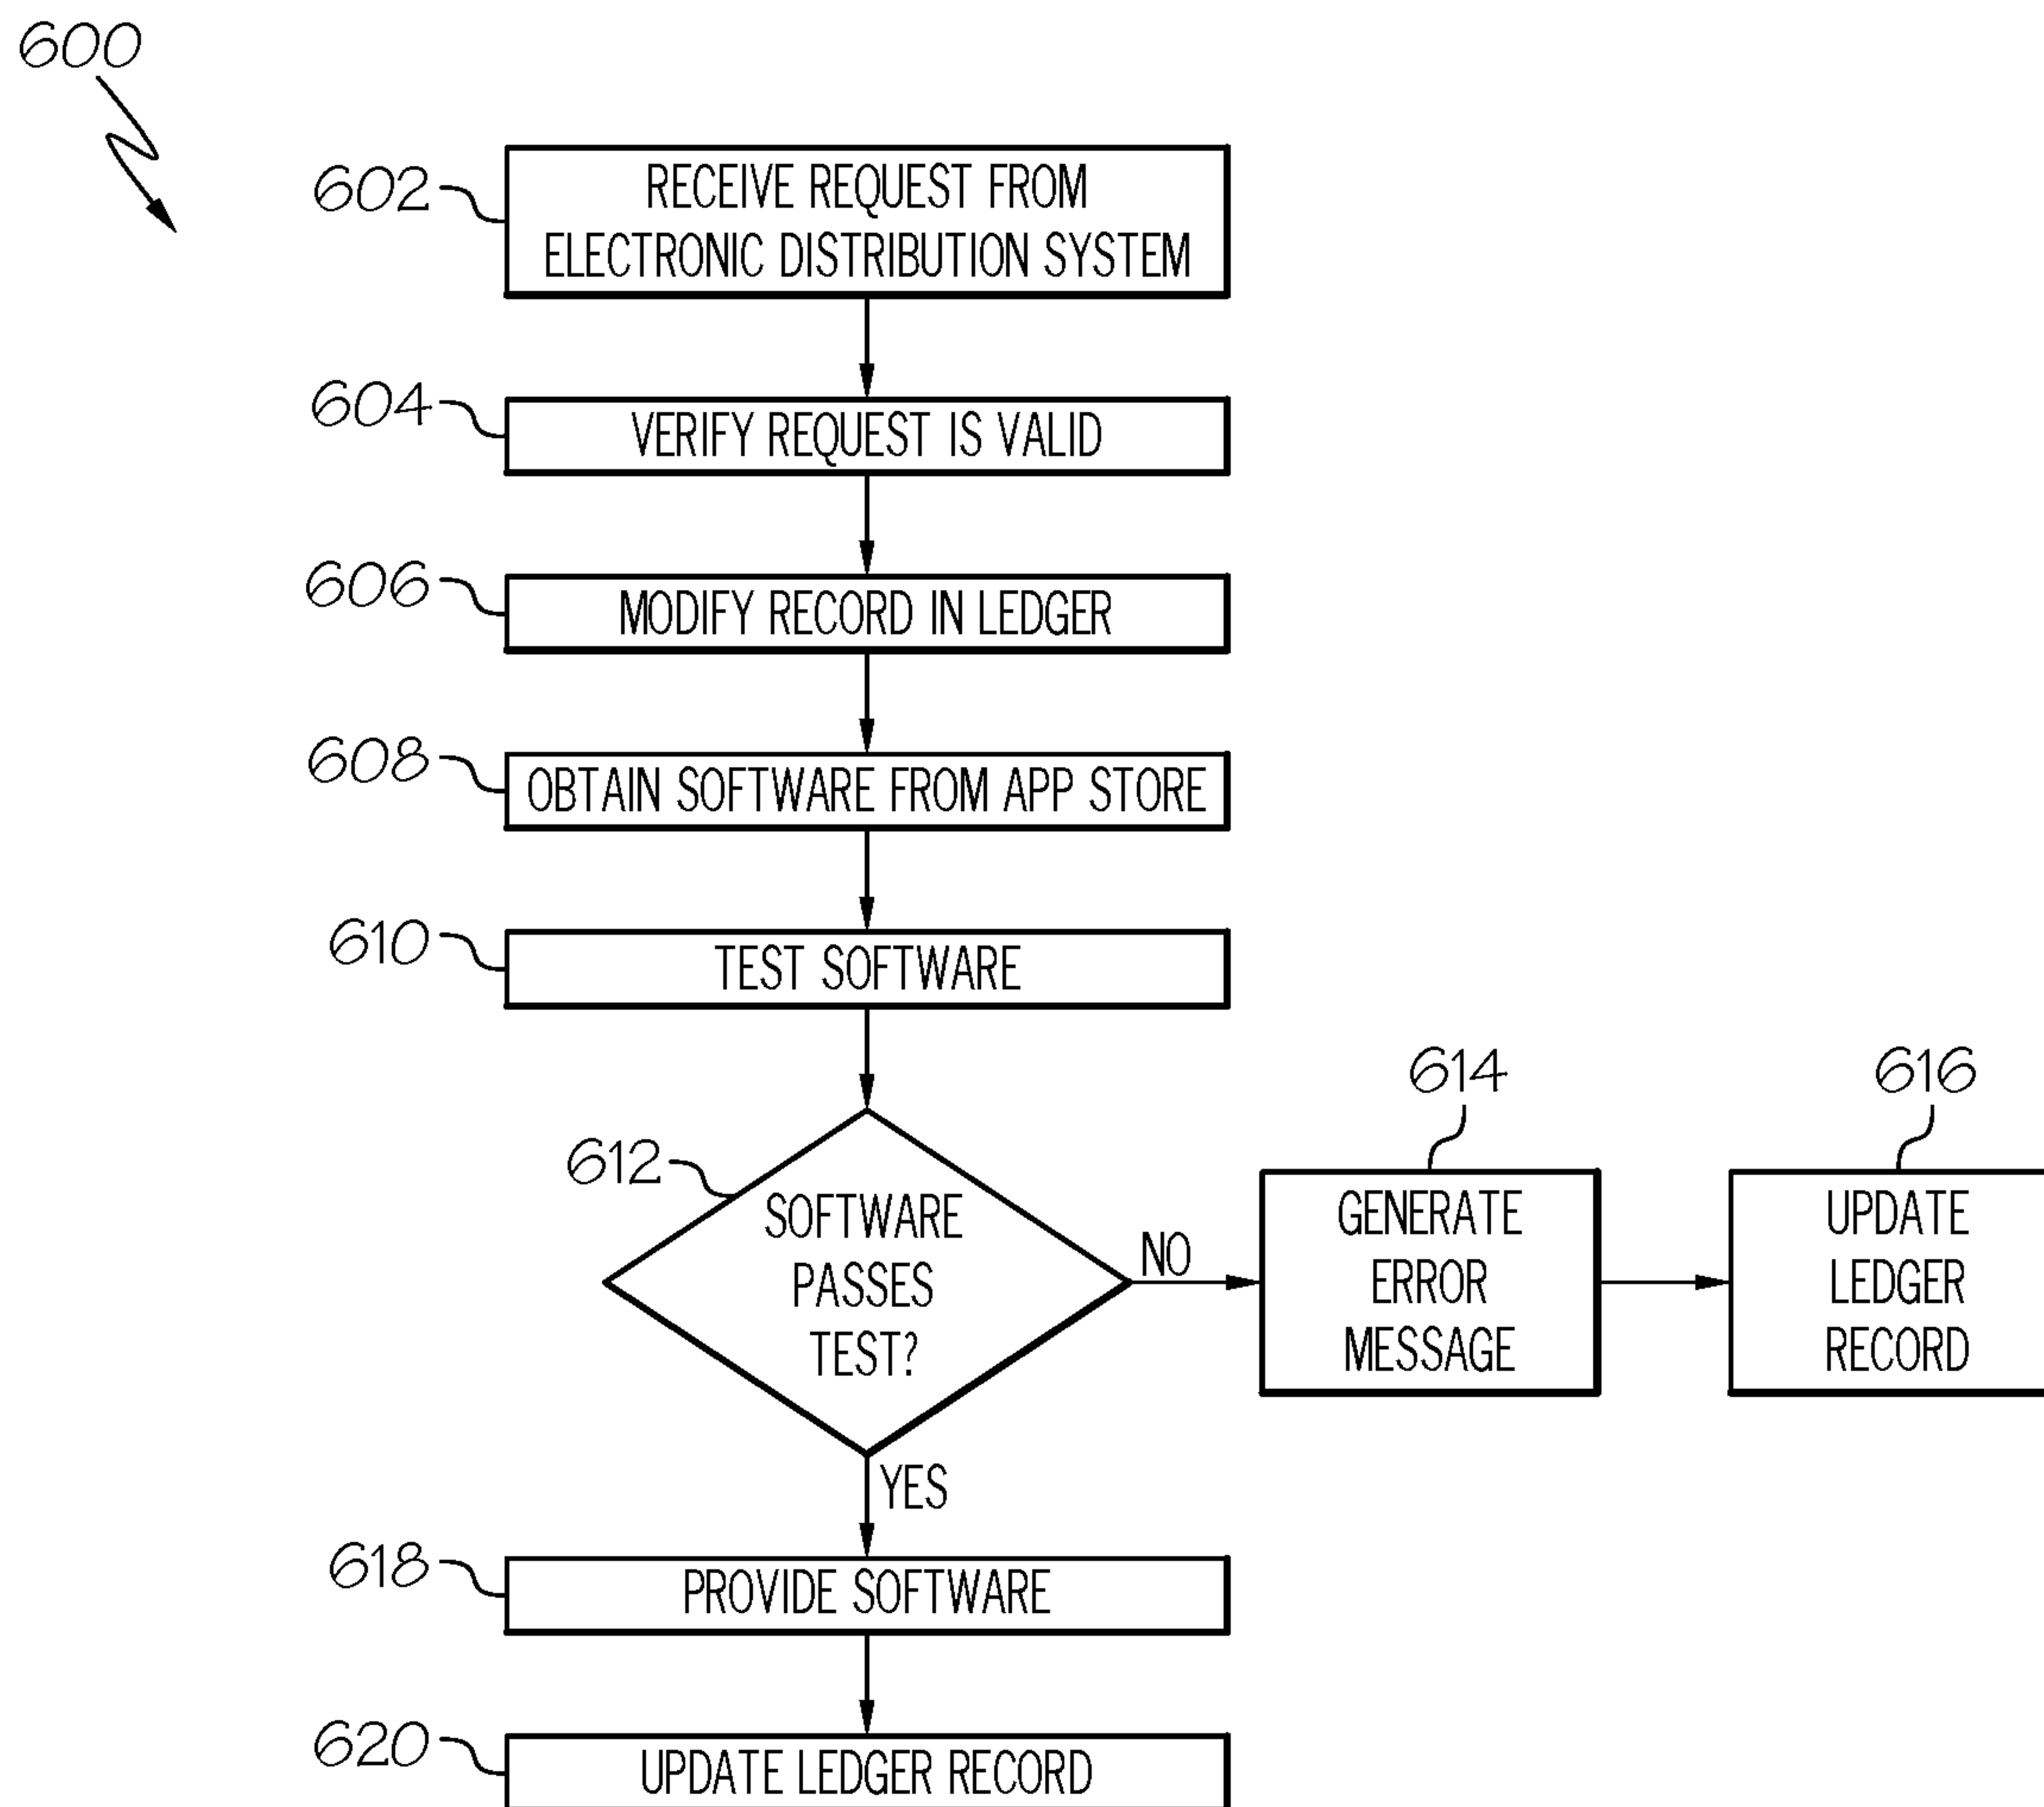 600
602
RECEIVE REQUEST FROM
ELECTRONIC DISTRIBUTION SYSTEM
604
VERIFY REQUEST IS VALID
606
MODIFY RECORD IN LEDGER
608
OBTAIN SOFTWARE FROM APP STORE
610
TEST SOFTWARE
612
SOFTWARE
PASSES
TEST?
NO
614
GENERATE
ERROR
MESSAGE
616
UPDATE
LEDGER
RECORD
YES
618
PROVIDE SOFTWARE
620
UPDATE LEDGER RECORD